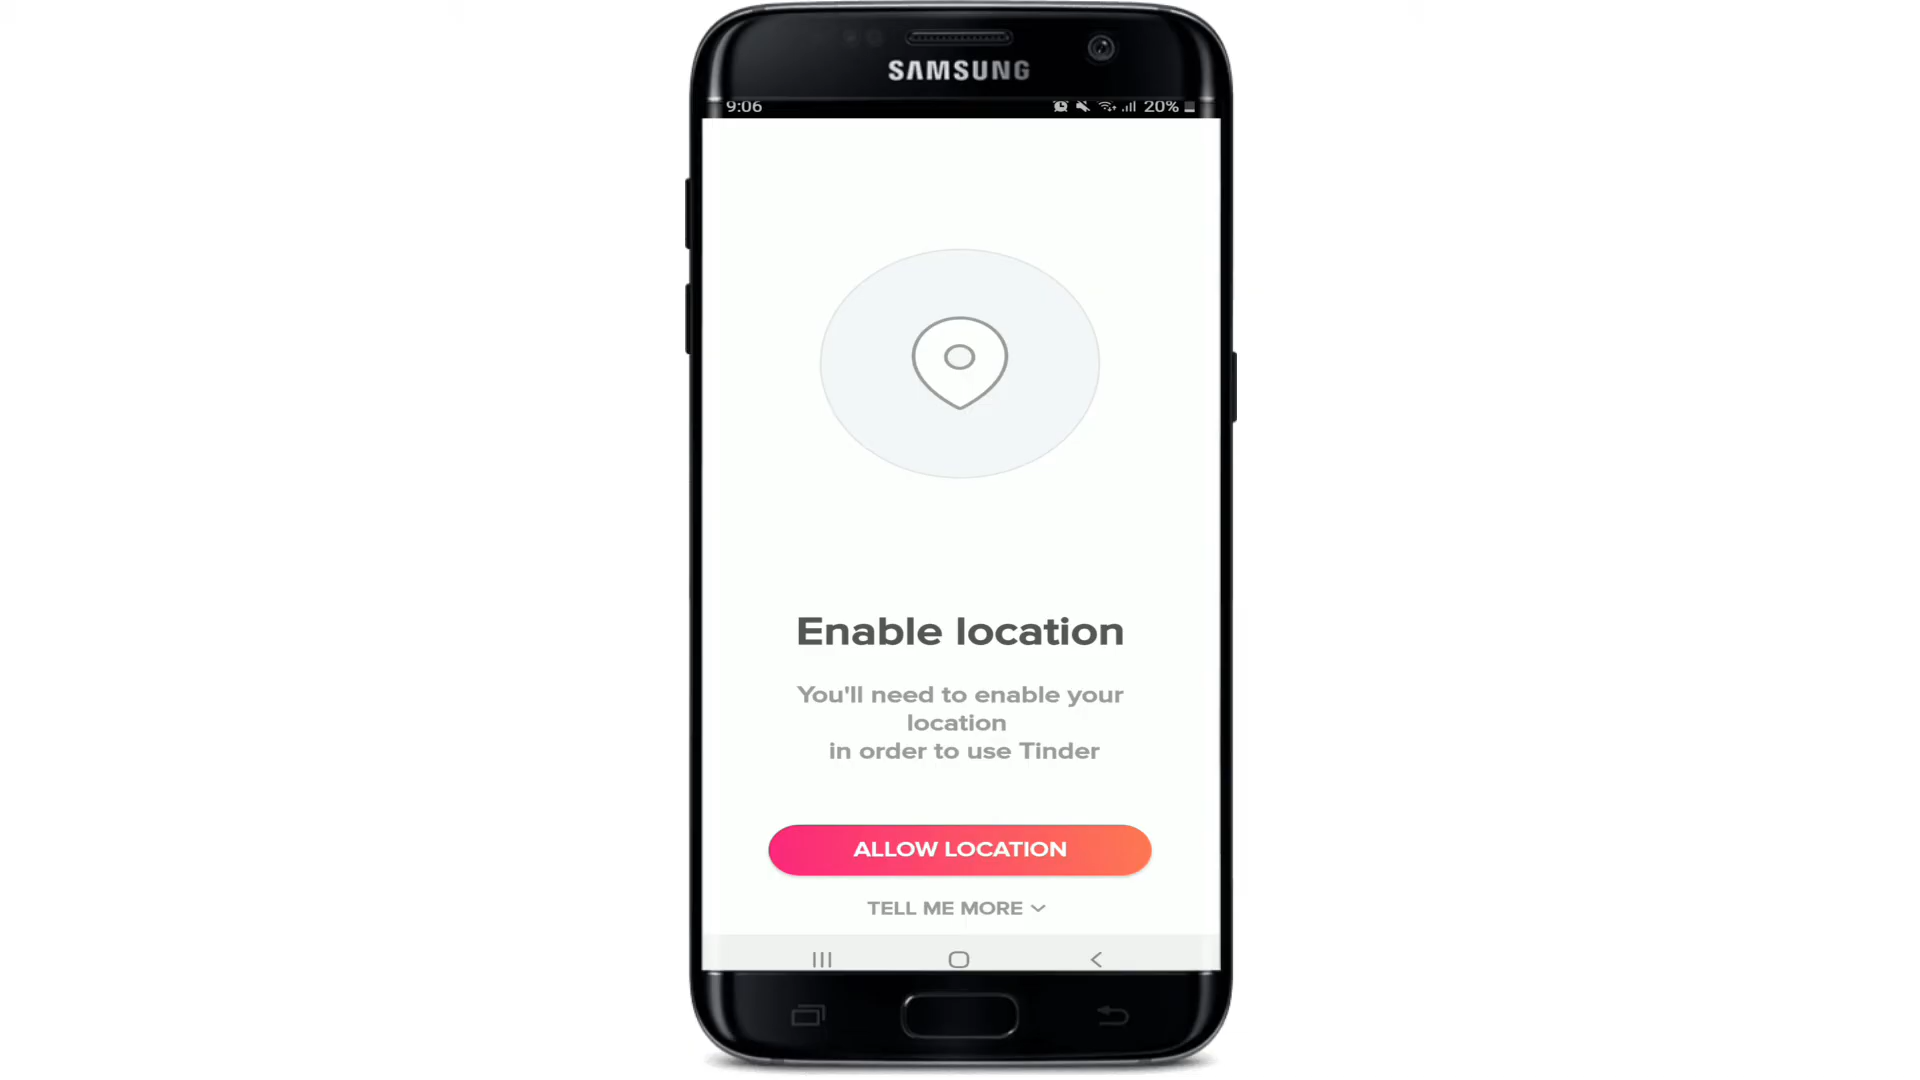 SAMSUNG
9:06
20%
Enable location
You'll need to enable your
location
in order to use Tinder
ALLOW LOCATION
TELL ME MORE